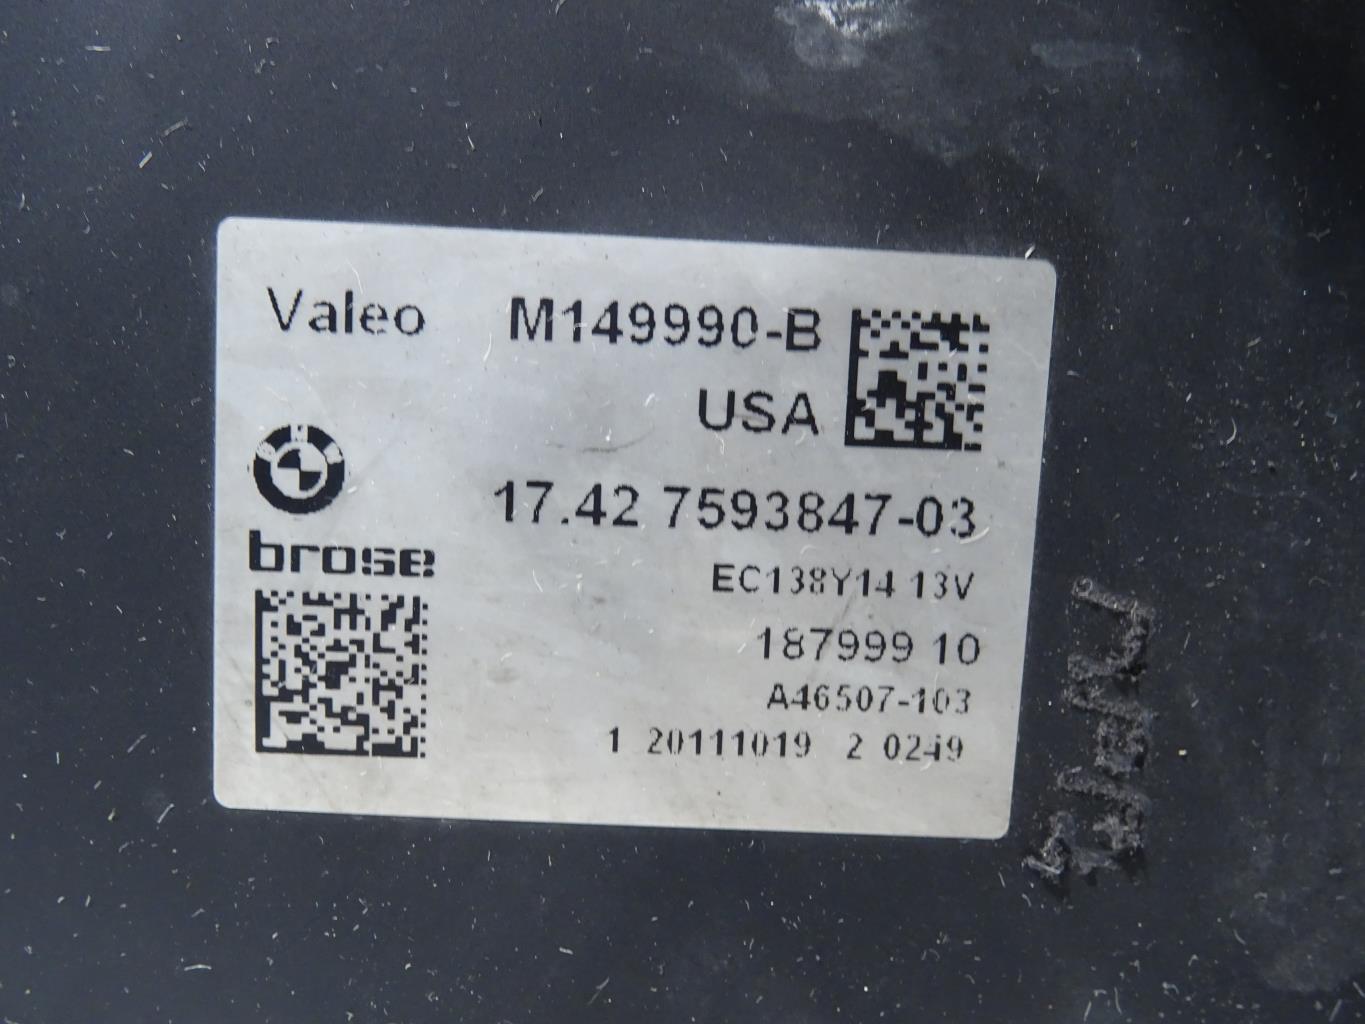 Valeo M149990-B
USA
17.42 7593847-03
brose
EC138Y14 13V
187999 10
A46507-103
1 20111019 2 0249